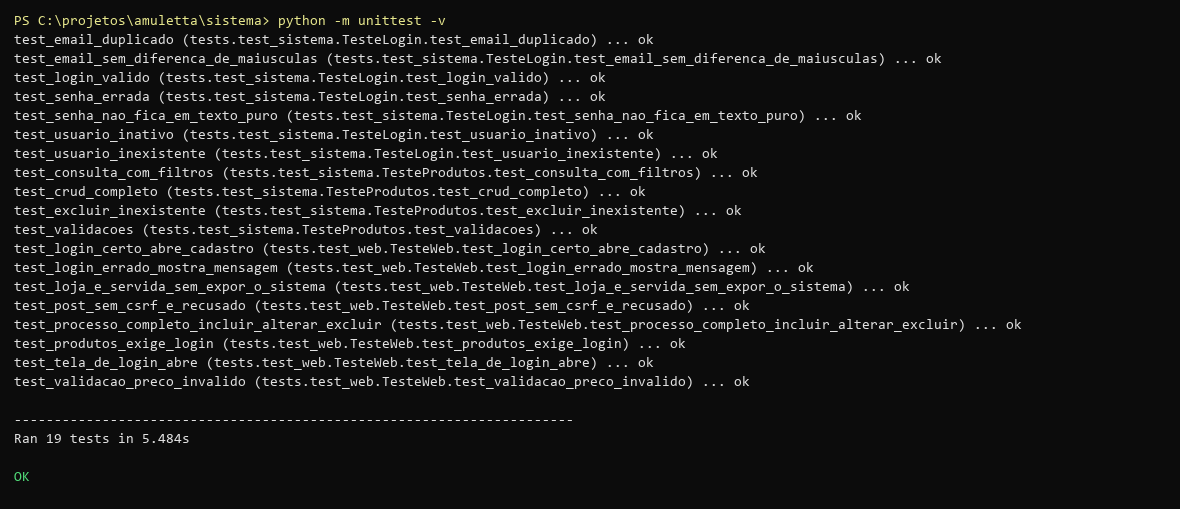 PS C:\projetos\amuletta\sistema> python -m unittest -v
test_email_duplicado (tests.test_sistema.TesteLogin.test_email_duplicado) ... ok
test_email_sem_diferenca_de_maiusculas (tests.test_sistema.TesteLogin.test_email_sem_diferenca_de_maiusculas) ... ok
test_login_valido (tests.test_sistema.TesteLogin.test_login_valido) ... ok
test_senha_errada (tests.test_sistema.TesteLogin.test_senha_errada) ... ok
test_senha_nao_fica_em_texto_puro (tests.test_sistema.TesteLogin.test_senha_nao_fica_em_texto_puro) ... ok
test_usuario_inativo (tests.test_sistema.TesteLogin.test_usuario_inativo) ... ok
test_usuario_inexistente (tests.test_sistema.TesteLogin.test_usuario_inexistente) ... ok
test_consulta_com_filtros (tests.test_sistema.TesteProdutos.test_consulta_com_filtros) ... ok
test_crud_completo (tests.test_sistema.TesteProdutos.test_crud_completo) ... ok
test_excluir_inexistente (tests.test_sistema.TesteProdutos.test_excluir_inexistente) ... ok
test_validacoes (tests.test_sistema.TesteProdutos.test_validacoes) ... ok
test_login_certo_abre_cadastro (tests.test_web.TesteWeb.test_login_certo_abre_cadastro) ... ok
test_login_errado_mostra_mensagem (tests.test_web.TesteWeb.test_login_errado_mostra_mensagem) ... ok
test_loja_e_servida_sem_expor_o_sistema (tests.test_web.TesteWeb.test_loja_e_servida_sem_expor_o_sistema) ... ok
test_post_sem_csrf_e_recusado (tests.test_web.TesteWeb.test_post_sem_csrf_e_recusado) ... ok
test_processo_completo_incluir_alterar_excluir (tests.test_web.TesteWeb.test_processo_completo_incluir_alterar_excluir) ... ok
test_produtos_exige_login (tests.test_web.TesteWeb.test_produtos_exige_login) ... ok
test_tela_de_login_abre (tests.test_web.TesteWeb.test_tela_de_login_abre) ... ok
test_validacao_preco_invalido (tests.test_web.TesteWeb.test_validacao_preco_invalido) ... ok
----------------------------------------------------------------------
Ran 19 tests in 5.484s
OK